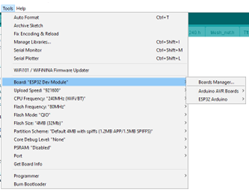 Tools Help
Auto Format Ctrl+T
Archive Sketch
Fix Encoding & Reload
Manage Libraries... Ctrl+Shift+I
Serial Monitor Ctrl+Shift+M
Serial Plotter Ctrl+Shift+L
WiFi101 / WiFiNINA Firmware Updater
Board: "ESP32 Dev Module"
Boards Manager...
Upload Speed: "921600"
Arduino AVR Boards
CPU Frequency: "240MHz (WiFi/BT)"
ESP32 Arduino
Flash Frequency: "80MHz"
Flash Mode: "QIO"
Flash Size: "4MB (32Mb)"
Partition Scheme: "Default 4MB with spiffs (1.2MB APP/1.5MB SPIFFS)"
Core Debug Level: "None"
PSRAM: "Disabled"
Port
Get Board Info
Programmer
Burn Bootloader